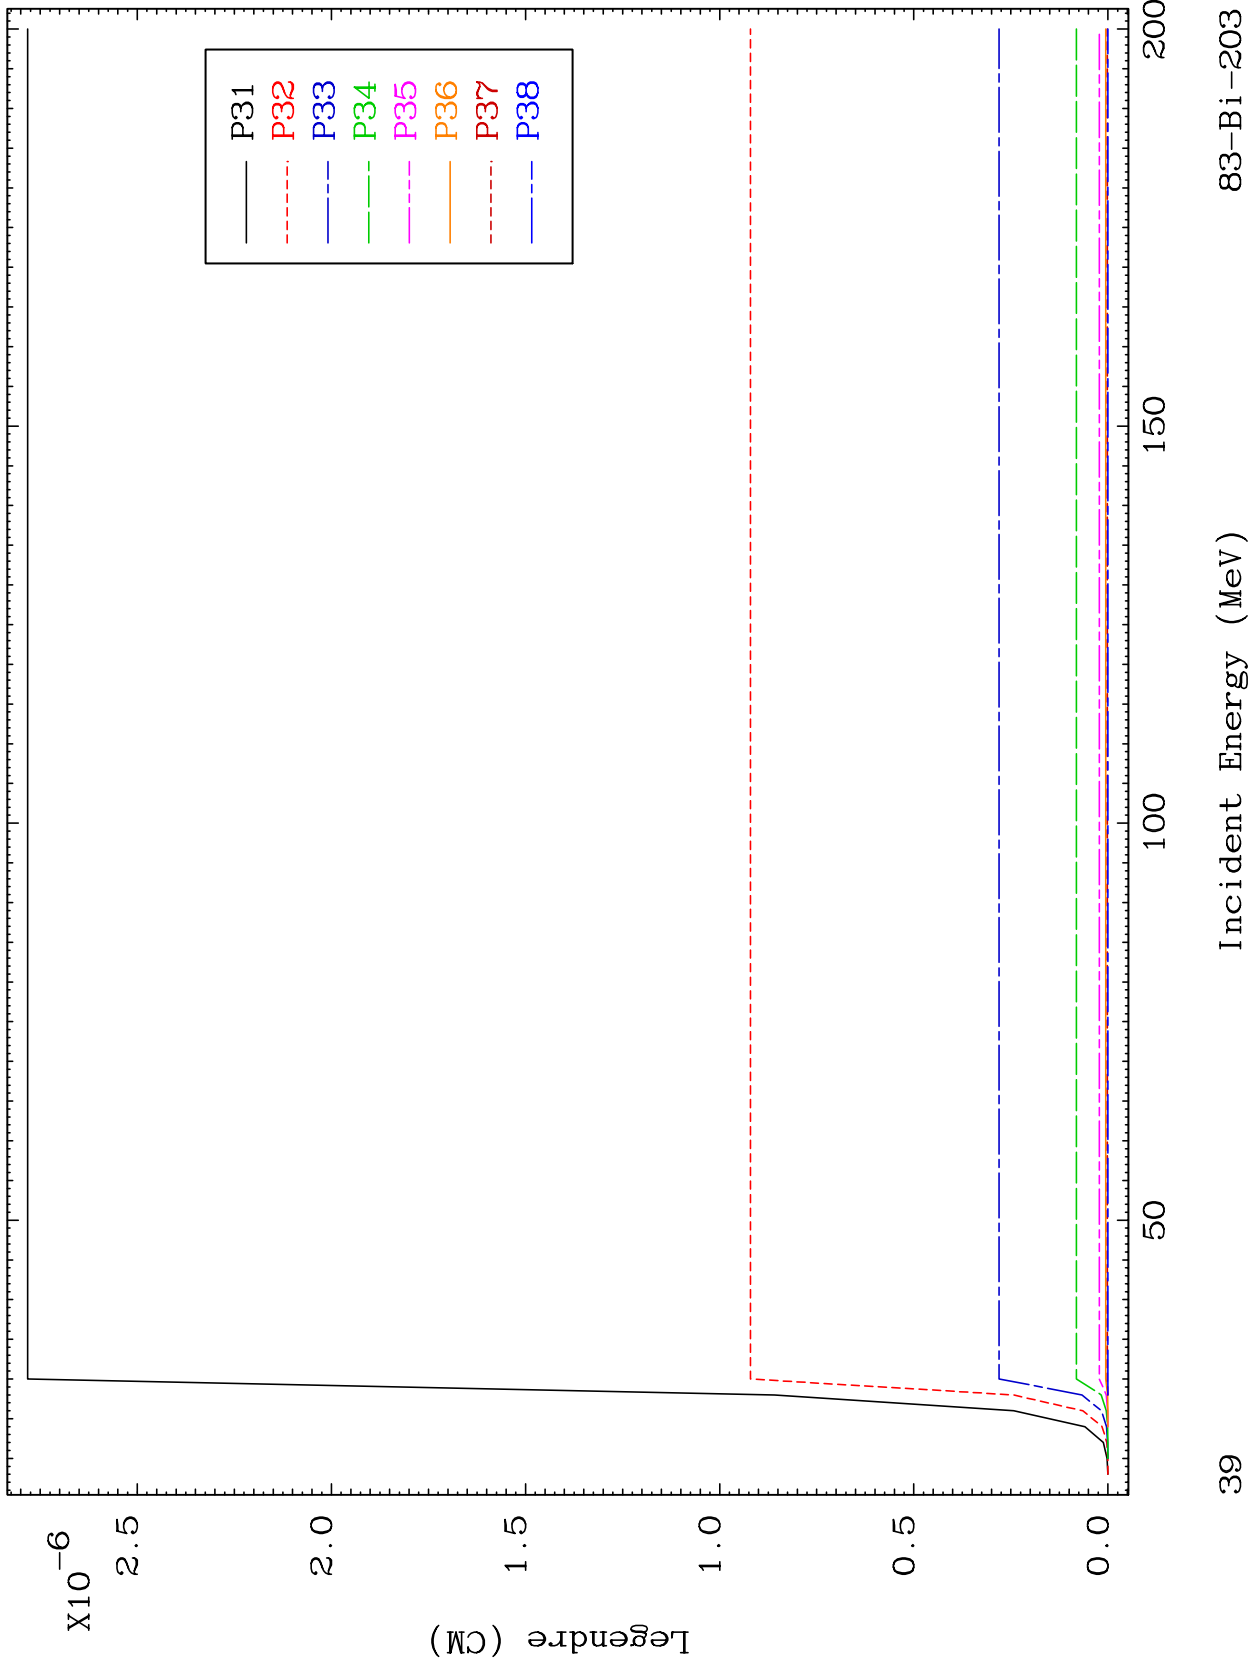 X10-6
2.5
2.0
1.5
1.0
0.5
0.0
Legendre (CM)
P31
P32
P33
P34
P35
P36
P37
P38
50
100
150
200
Incident Energy (MeV)
39
83-Bi-203